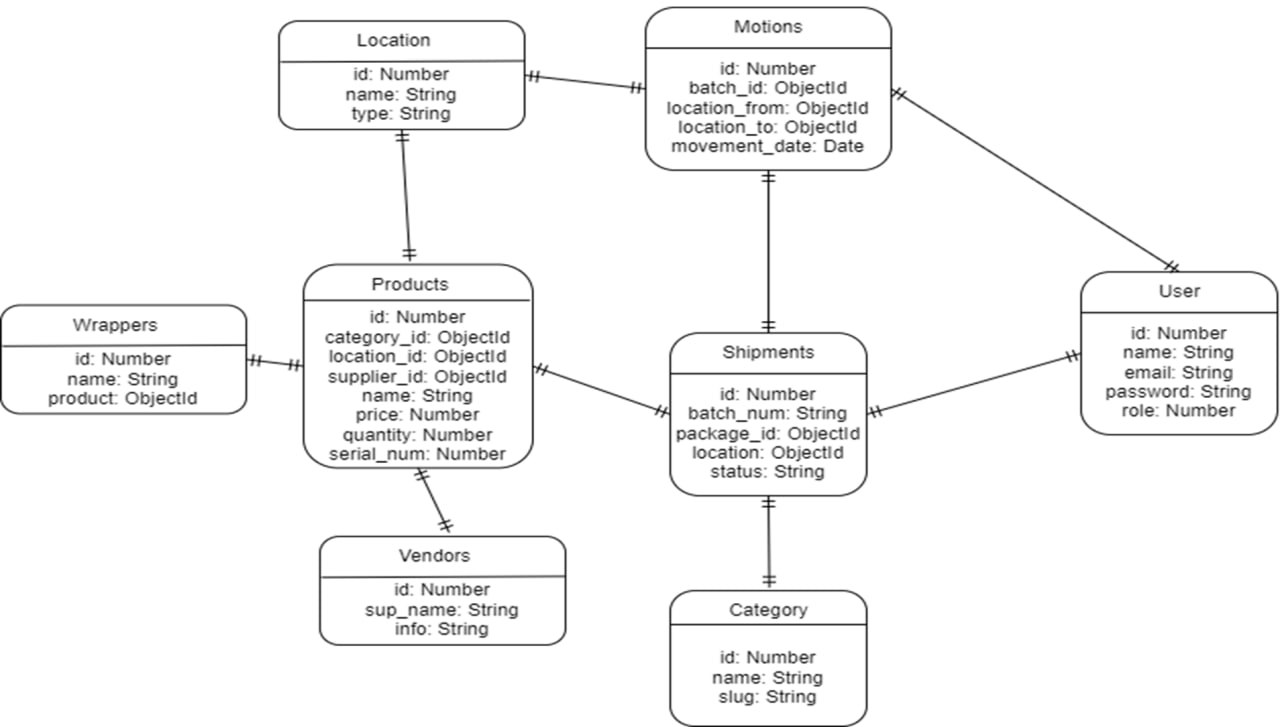 Location
id: Number
name: String
type: String
Motions
id: Number
batch_id: ObjectId
location_from: ObjectId
location_to: ObjectId
movement_date: Date
Wrappers
id: Number
name: String
product: ObjectId
Products
id: Number
category_id: ObjectId
location_id: ObjectId
supplier_id: ObjectId
name: String
price: Number
quantity: Number
serial_num: Number
Shipments
id: Number
batch_num: String
package_id: ObjectId
location: ObjectId
status: String
User
id: Number
name: String
email: String
password: String
role: Number
Vendors
id: Number
sup_name: String
info: String
Category
id: Number
name: String
slug: String